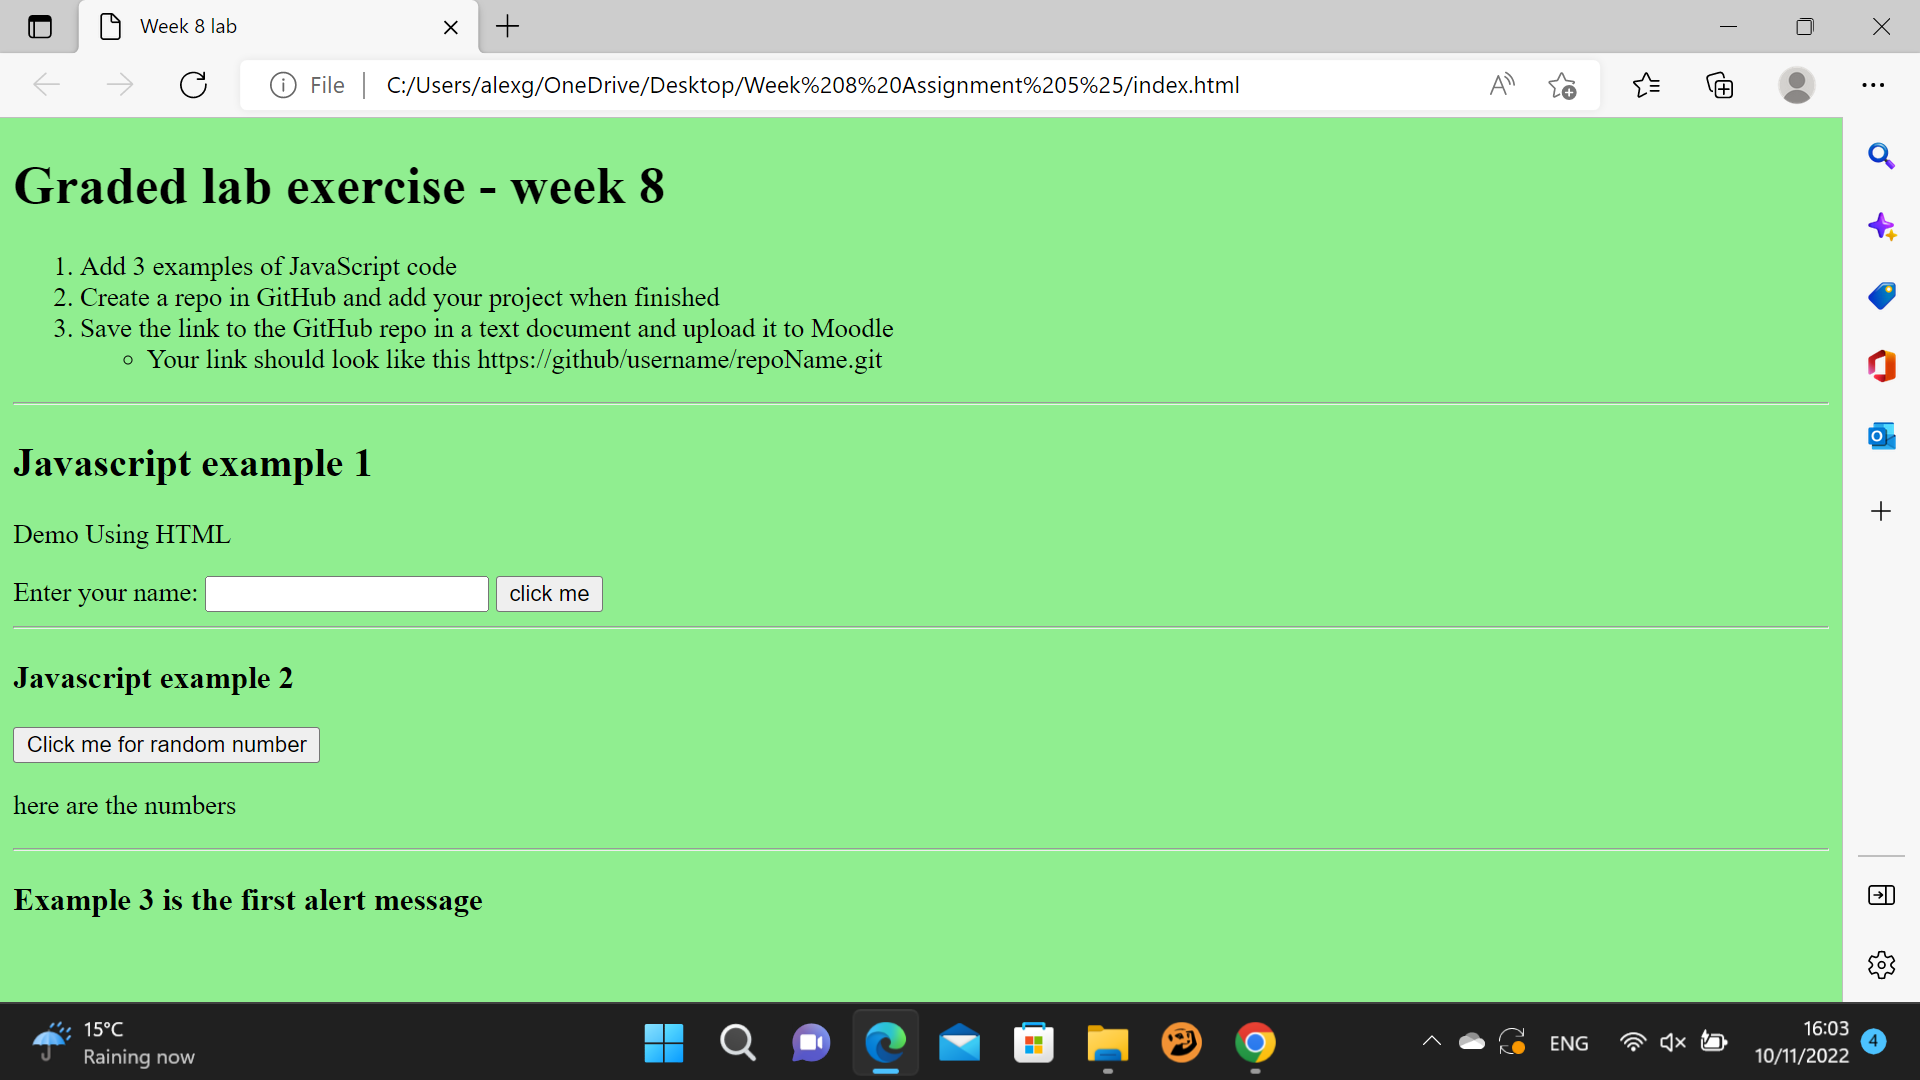 Week 8 lab
File
C:/Users/alexg/OneDrive/Desktop/Week%208%20Assignment%205%25/index.html
Graded lab exercise - week 8
1. Add 3 examples of JavaScript code
2. Create a repo in GitHub and add your project when finished
3. Save the link to the GitHub repo in a text document and upload it to Moodle
Your link should look like this https://github/username/repoName.git
Javascript example 1
Demo Using HTML
Enter your name: click me
Javascript example 2
Click me for random number
here are the numbers
Example 3 is the first alert message
15°C
Raining now
ENG
16:03
10/11/2022
4